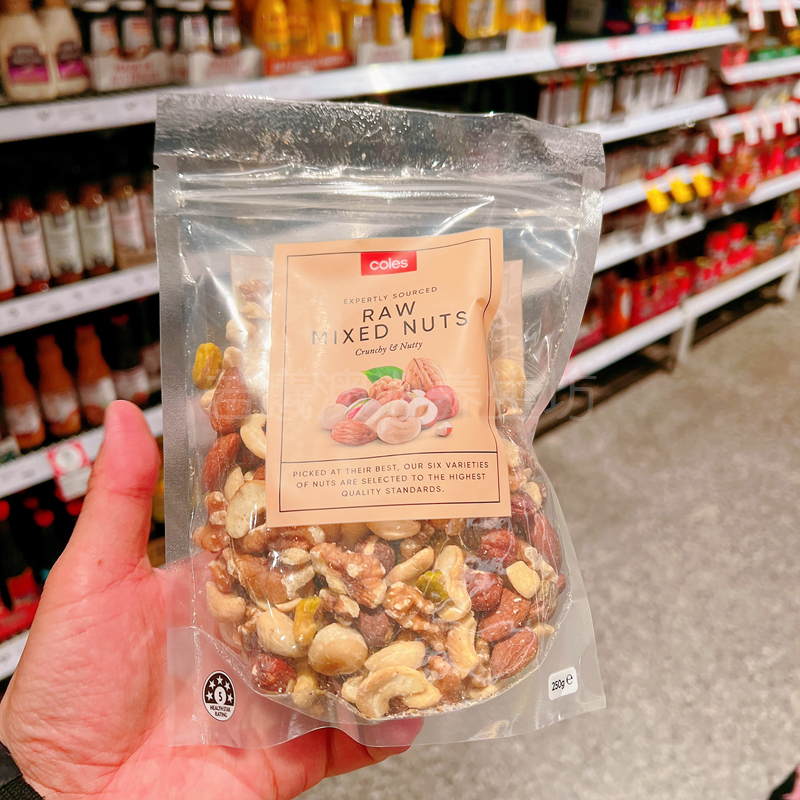 coles
EXPERTLY SOURCED
RAW
MIXED NUTS
Crunchy & Nutty
PICKED AT THEIR BEST, OUR SIX VARIETIES
OF NUTS ARE SELECTED TO THE HIGHEST
QUALITY STANDARDS.
5
HEALTH STAR
RATING
250g e